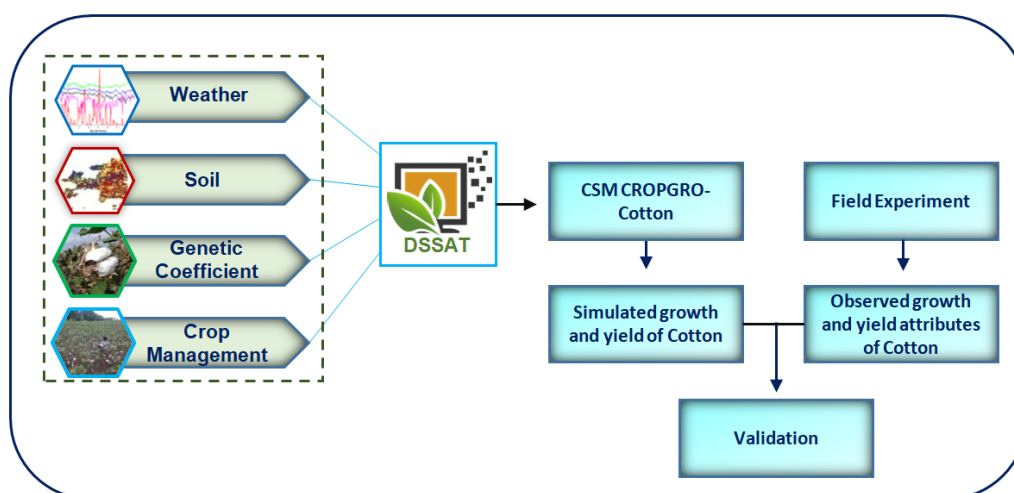 Weather
Soil
Genetic
Coefficient
Crop
Management
DSSAT
CSM CROPGRO-
Cotton
Field Experiment
Simulated growth
and yield of Cotton
Observed growth
and yield attributes
of Cotton
Validation